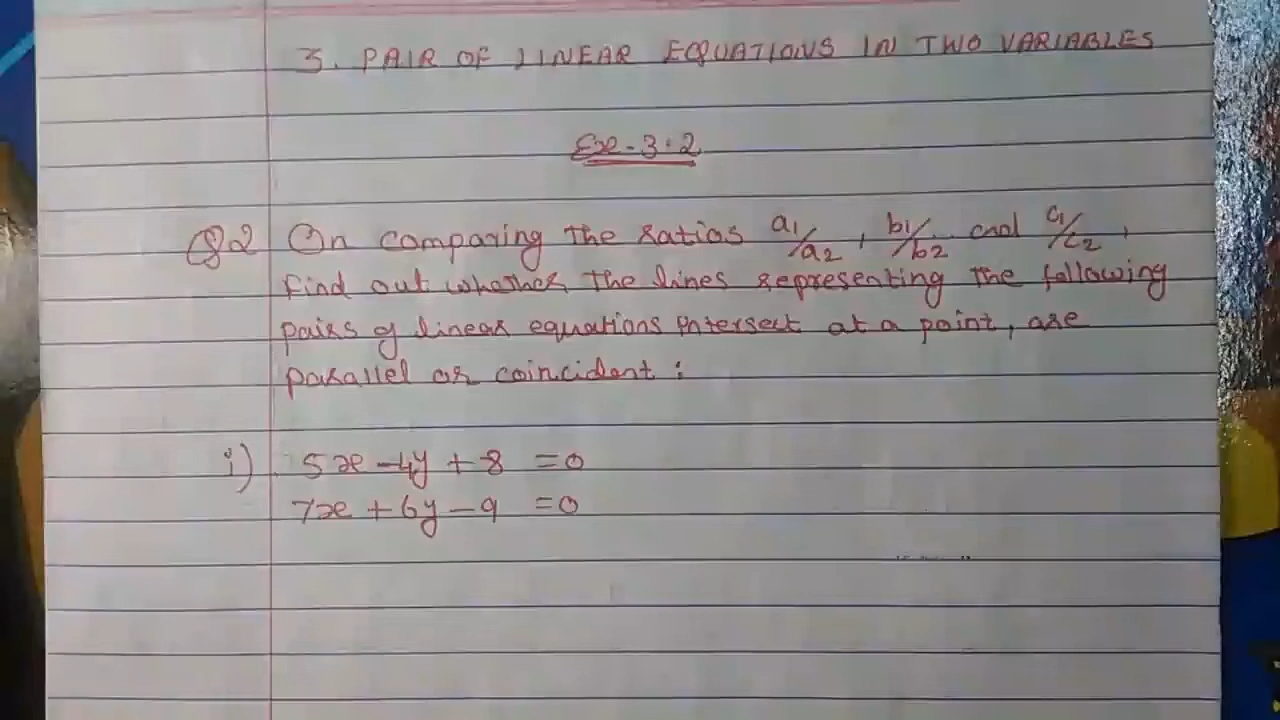 3. PAIR OF LINEAR EQUATIONS IN TWO VARIABLES
Ex-3.2
Q2 On comparing the ratios a1/a2, b1/b2 and c1/c2,
find out whether the lines representing the following
pairs of linear equations intersect at a point, are
parallel or coincident :
i) 5x - 4y + 8 = 0
7x + 6y - 9 = 0